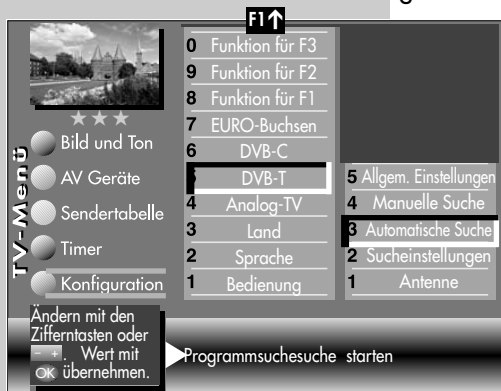 F1↑
0 Funktion für F3
9 Funktion für F2
8 Funktion für F1
7 EURO-Buchsen
6 DVB-C
5 DVB-T
4 Analog-TV
3 Land
2 Sprache
1 Bedienung
TV-Menü
Bild und Ton
AV Geräte
Sendertabelle
Timer
Konfiguration
5 Allgem. Einstellungen
4 Manuelle Suche
3 Automatische Suche
2 Sucheinstellungen
1 Antenne
Ändern mit den
Zifferntasten oder
- +. Wert mit
OK übernehmen.
Programmsuchesuche starten